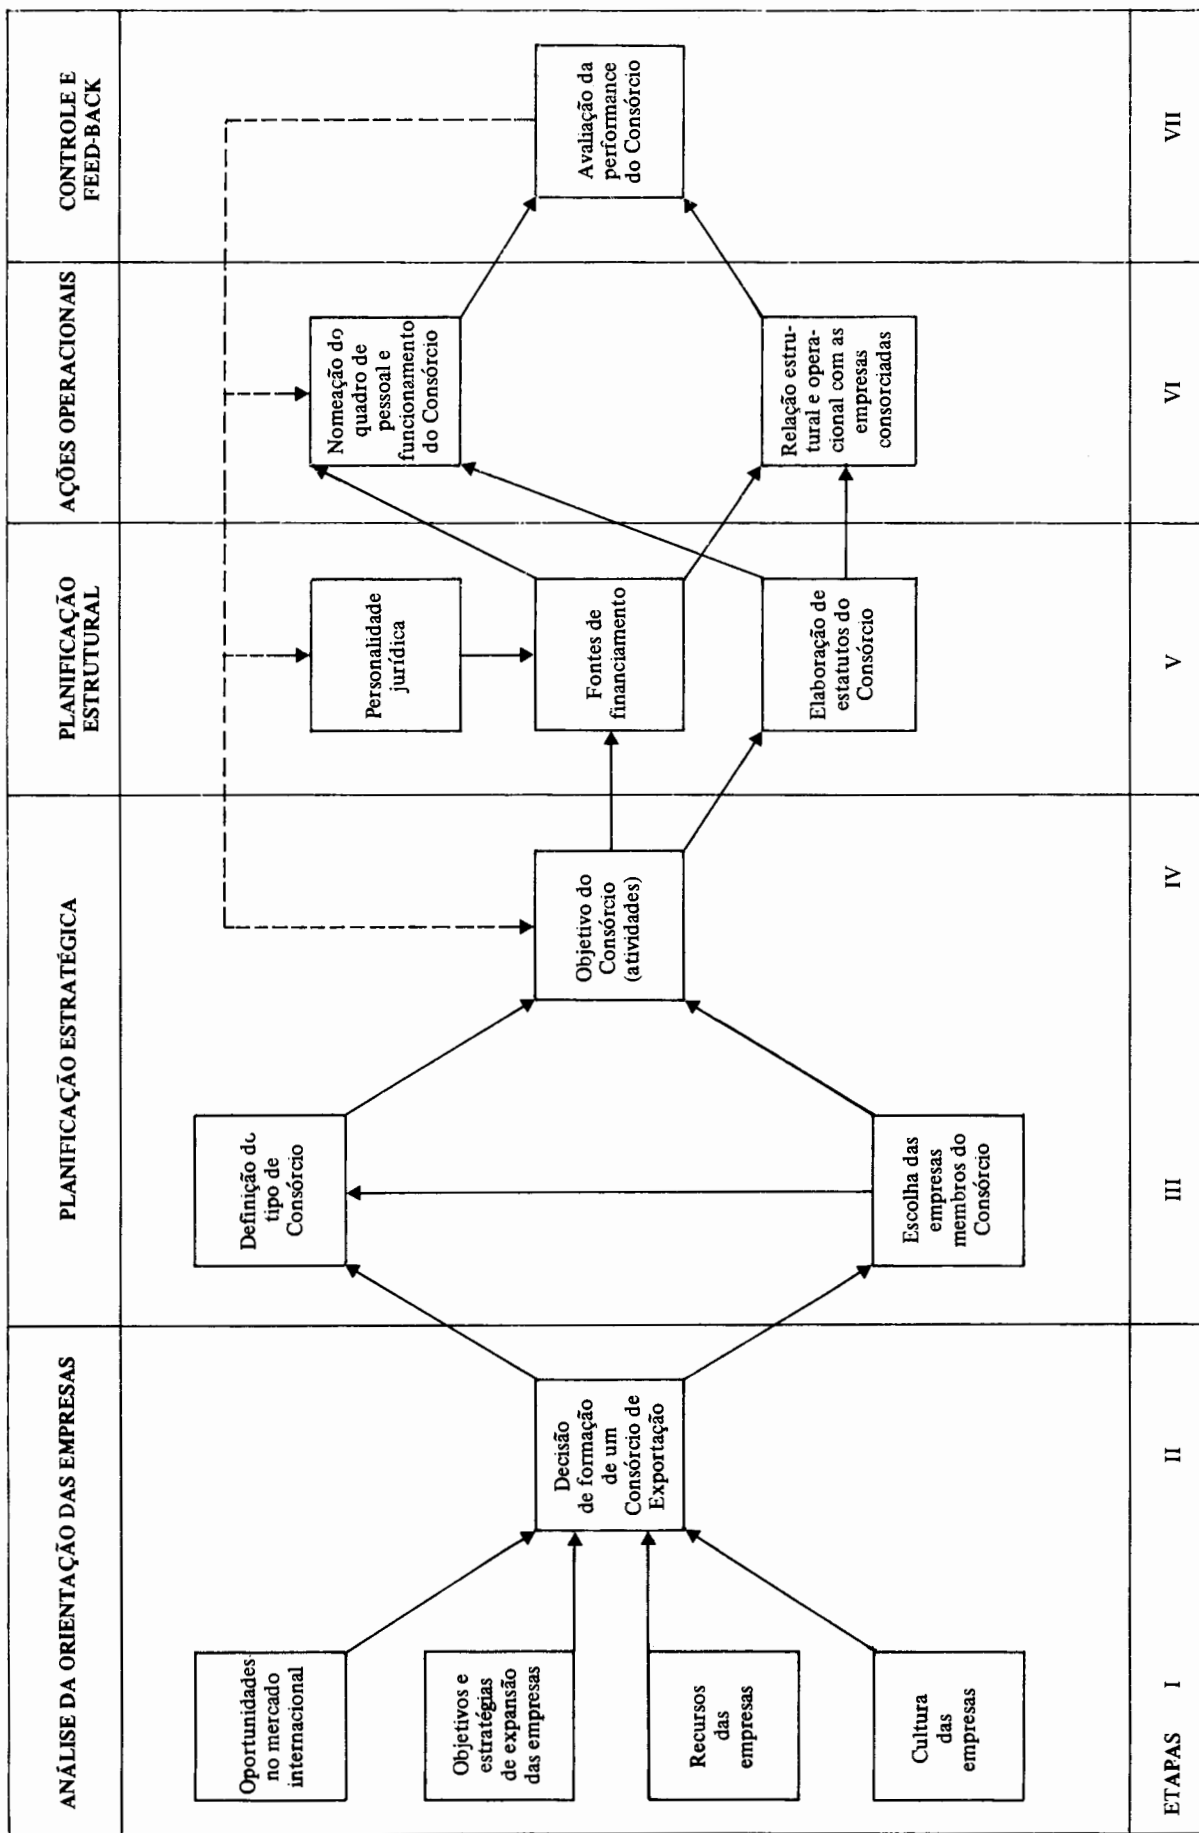 ANÁLISE DA ORIENTAÇÃO DAS EMPRESAS
PLANIFICAÇÃO ESTRATÉGICA
PLANIFICAÇÃO
ESTRUTURAL
AÇÕES OPERACIONAIS
CONTROLE E
FEED-BACK
Oportunidades
no mercado
internacional
Objetivos e
estratégias
de expansão
das empresas
Recursos
das
empresas
Cultura
das
empresas
Decisão
de formação
de um
Consórcio de
Exportação
Definição do
tipo de
Consórcio
Escolha das
empresas
membros do
Consórcio
Objetivo do
Consórcio
(atividades)
Personalidade
jurídica
Fontes de
financiamento
Elaboração de
estatutos do
Consórcio
Nomeação do
quadro de
pessoal e
funcionamento
do Consórcio
Relação estru-
tural e opera-
cional com as
empresas
consorciadas
Avaliação da
performance
do Consórcio
ETAPAS
I
II
III
IV
V
VI
VII